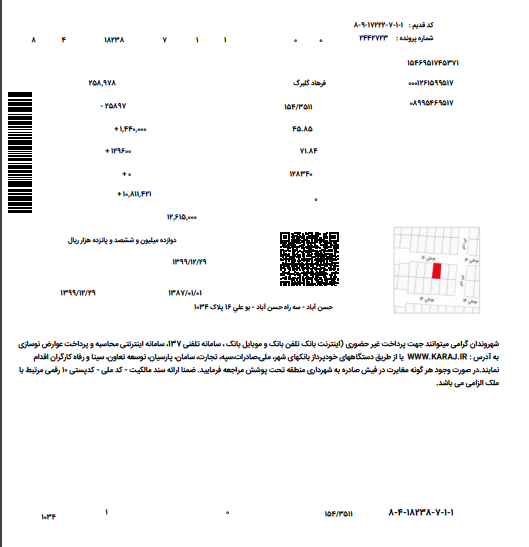 کد قدیم : ۸-۹-۱۷۲۲۲-۷-۱-۱
شماره پرونده : ۲۴۴۲۷۲۳
۸ ۴ ۱۸۲۳۸ ۷ ۱ ۱ ۰ ۰
۱۵۴۶۹۵۱۷۴۵۳۷۱
۰۰۰۱۲۶۱۵۹۹۵۱۷
فرهاد گلبرگ
۲۵۸,۹۷۸
۰۸۹۹۵۴۶۹۵۱۷
۱۵۴/۳۵۱۱
- ۲۵۸۹۷
۴۵.۸۵
+ ۱,۴۴۰,۰۰۰
۷۱.۸۴
+ ۱۲۹۶۰۰
۱۲۸۳۴۰
+ ۰
۰
+ ۱۰,۸۱۱,۴۲۱
۱۲,۶۱۵,۰۰۰
دوازده میلیون و ششصد و پانزده هزار ریال
۱۳۹۹/۱۲/۲۹
۱۳۸۷/۰۱/۰۱
۱۳۹۹/۱۲/۲۹
حسن آباد - سه راه حسن آباد - بو علي ۱۶ پلاک ۱۰۳۴
شهروندان گرامی میتوانند جهت پرداخت غیر حضوری (اینترنت بانک تلفن بانک و موبایل بانک ، سامانه تلفنی ۱۳۷، سامانه اینترنتی محاسبه و پرداخت عوارض نوسازی
به آدرس : WWW.KARAJ.IR یا از طریق دستگاههای خودپرداز بانکهای شهر، ملی،صادرات،سپه، تجارت، سامان، پارسیان، توسعه تعاون، سینا و رفاه کارگران اقدام
نمایند.در صورت وجود هر گونه مغایرت در فیش صادره به شهرداری منطقه تحت پوشش مراجعه فرمایید. ضمنا ارائه سند مالکیت - کد ملی - کدپستی ۱۰ رقمی مرتبط با
ملک الزامی می باشد.
۸-۴-۱۸۲۳۸-۷-۱-۱
۱۵۴/۳۵۱۱
۰
۱
۱۰۳۴